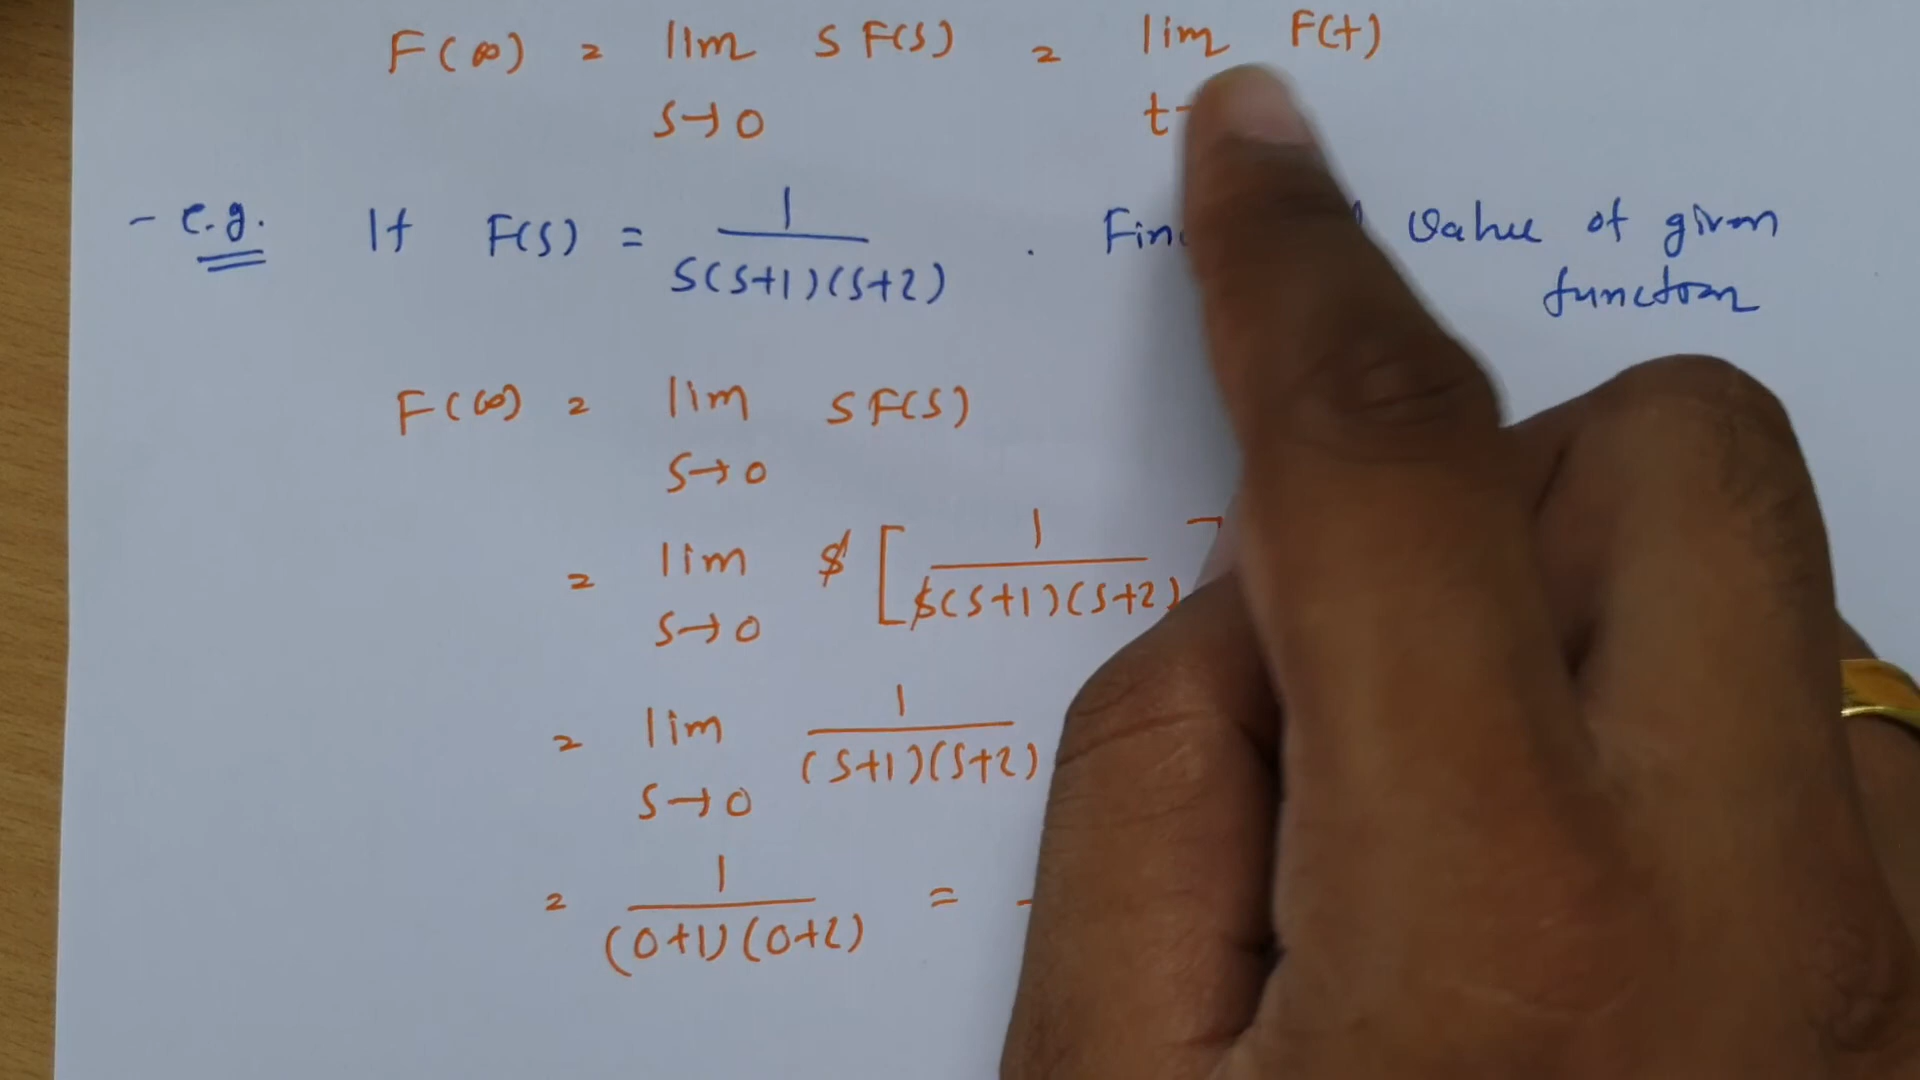 F(∞) = lim s F(s) = lim F(t)
s→0 t→
- e.g. If F(s) = 1 / s(s+1)(s+2) . Find value of given
function
F(∞) = lim s F(s)
s→0
= lim s [ 1 / s(s+1)(s+2) ]
s→0
= lim 1 / (s+1)(s+2)
s→0
= 1 / (0+1)(0+2) =